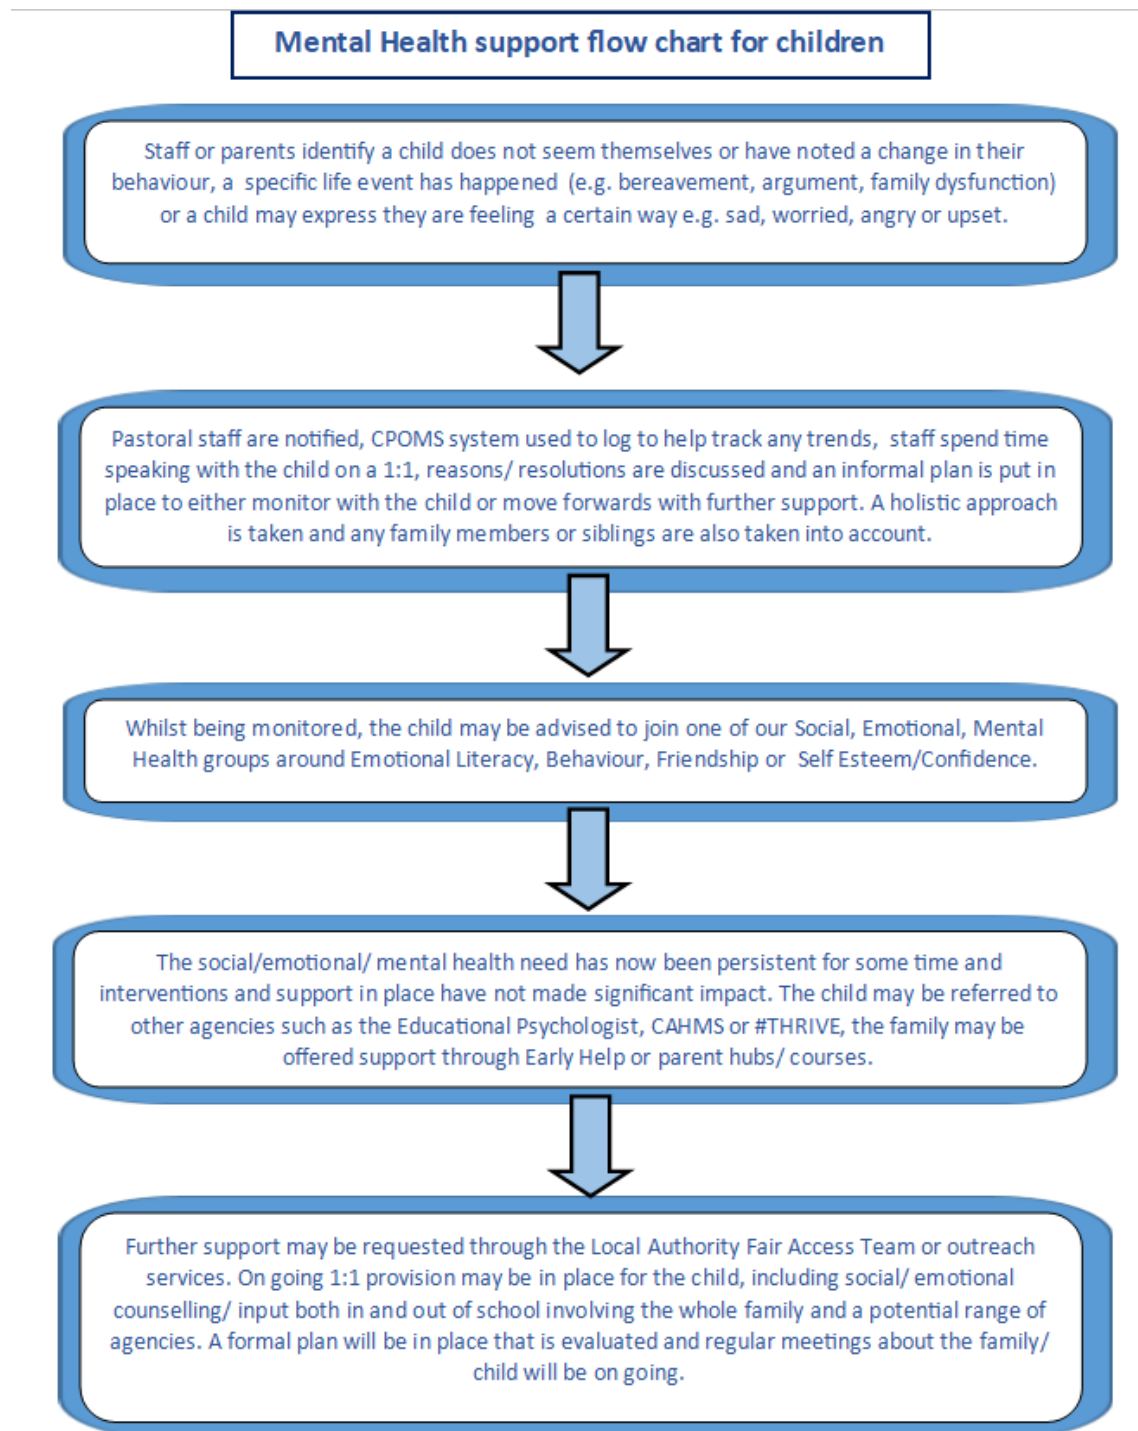 Mental Health support flow chart for children
Staff or parents identify a child does not seem themselves or have noted a change in their
behaviour, a specific life event has happened (e.g. bereavement, argument, family dysfunction)
or a child may express they are feeling a certain way e.g. sad, worried, angry or upset.
Pastoral staff are notified, CPOMS system used to log to help track any trends, staff spend time
speaking with the child on a 1:1, reasons/ resolutions are discussed and an informal plan is put in
place to either monitor with the child or move forwards with further support. A holistic approach
is taken and any family members or siblings are also taken into account.
Whilst being monitored, the child may be advised to join one of our Social, Emotional, Mental
Health groups around Emotional Literacy, Behaviour, Friendship or Self Esteem/Confidence.
The social/emotional/ mental health need has now been persistent for some time and
interventions and support in place have not made significant impact. The child may be referred to
other agencies such as the Educational Psychologist, CAHMS or #THRIVE, the family may be
offered support through Early Help or parent hubs/ courses.
Further support may be requested through the Local Authority Fair Access Team or outreach
services. On going 1:1 provision may be in place for the child, including social/ emotional
counselling/ input both in and out of school involving the whole family and a potential range of
agencies. A formal plan will be in place that is evaluated and regular meetings about the family/
child will be on going.